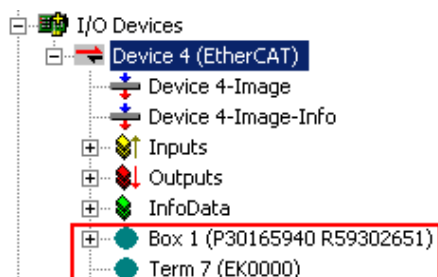 I/O Devices
Device 4 (EtherCAT)
Device 4-Image
Device 4-Image-Info
Inputs
Outputs
InfoData
Box 1 (P30165940 R59302651)
Term 7 (EK0000)